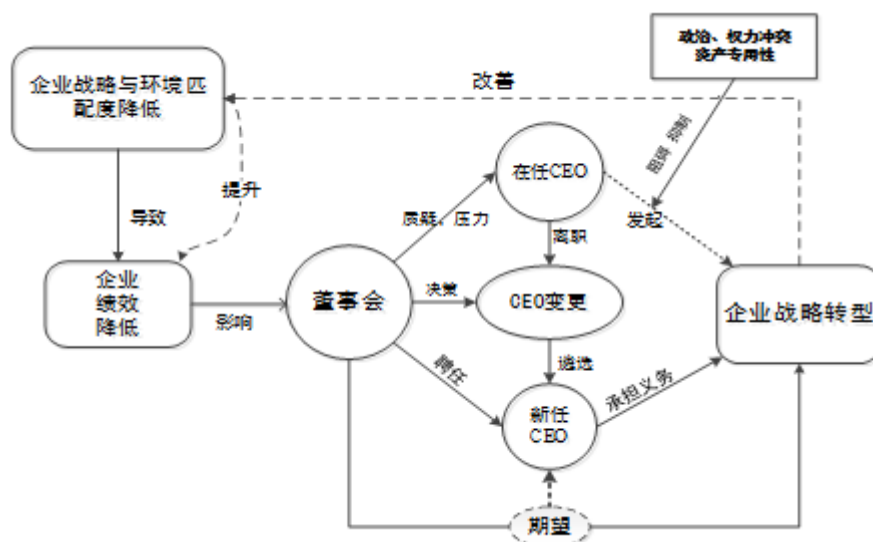 政治、权力冲突
资产专用性
改善
企业战略与环境匹
配度降低
在任CEO
提升
质疑、压力
发起
导致
离职
企业
绩效
降低
董事会
决策
CEO变更
企业战略转型
影响
聘任
遴选
承担义务
新任
CEO
期望